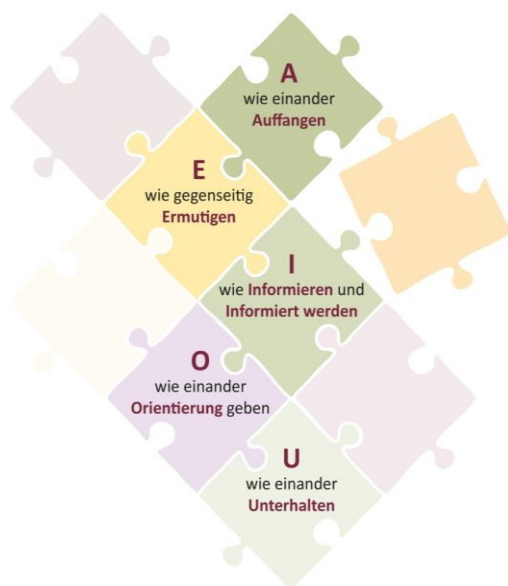 A
wie einander
Auffangen
E
wie gegenseitig
Ermutigen
I
wie Informieren und
Informiert werden
O
wie einander
Orientierung geben
U
wie einander
Unterhalten